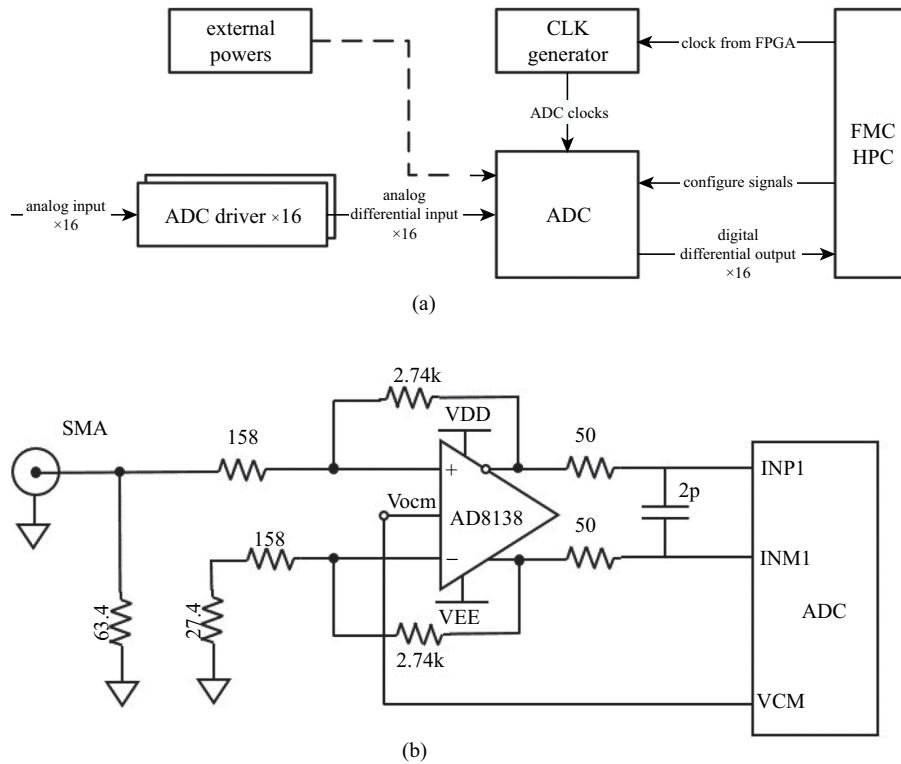 external
powers
CLK
generator
clock from FPGA
ADC clocks
FMC
HPC
analog input
×16
ADC driver ×16
analog
differential input
×16
ADC
configure signals
digital
differential output
×16
(a)
2.74k
SMA
158
VDD
50
INP1
+
Vocm
AD8138
2p
158
50
−
INM1
ADC
63.4
27.4
VEE
2.74k
VCM
(b)